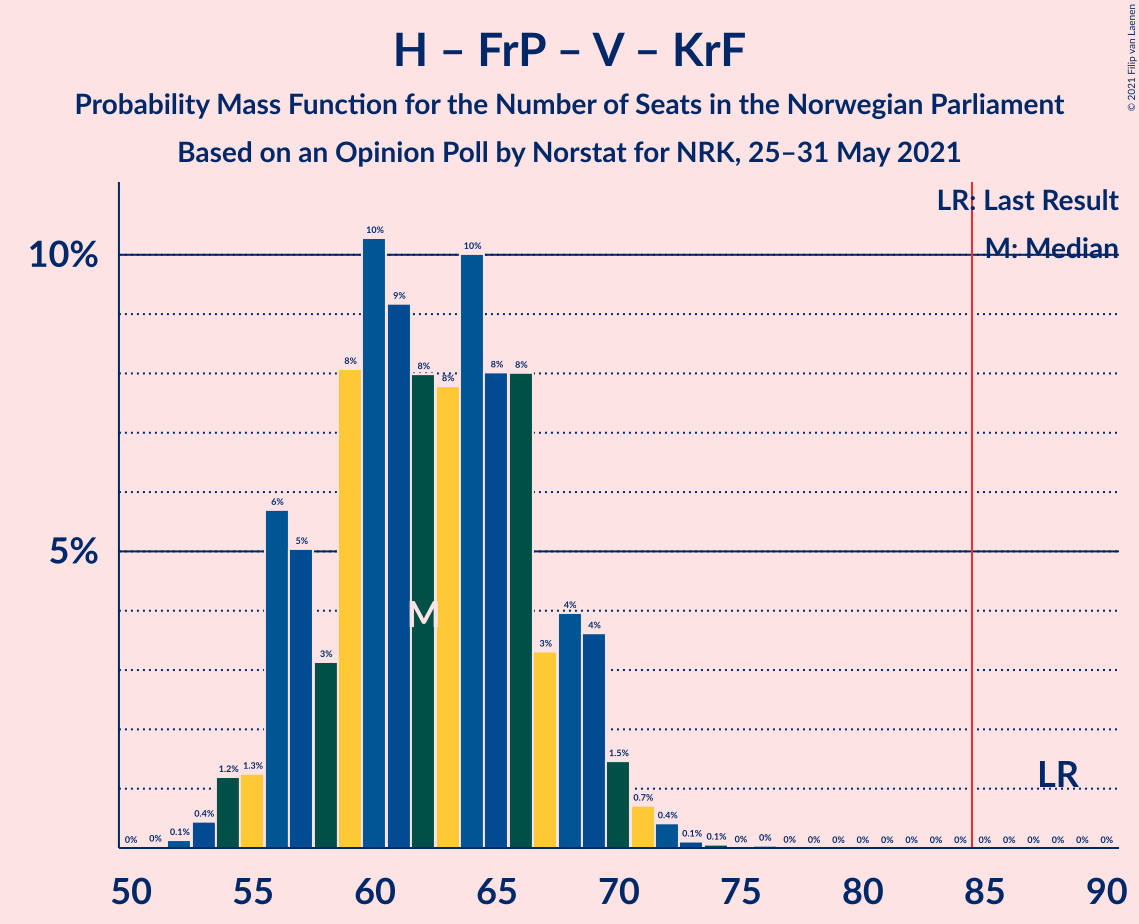 H – FrP – V – KrF
Probability Mass Function for the Number of Seats in the Norwegian Parliament
Based on an Opinion Poll by Norstat for NRK, 25–31 May 2021
© 2021 Filip van Laenen
LR: Last Result
M: Median
10%
5%
0% 0% 0.1% 0.4% 1.2% 1.3% 6% 5% 3% 8% 10% 9% 8% 8% 10% 8% 8% 3% 4% 4% 1.5% 0.7% 0.4% 0.1% 0.1% 0% 0% 0% 0% 0% 0% 0% 0% 0% 0% 0% 0% 0% 0% 0% 0%
M
LR
50 55 60 65 70 75 80 85 90